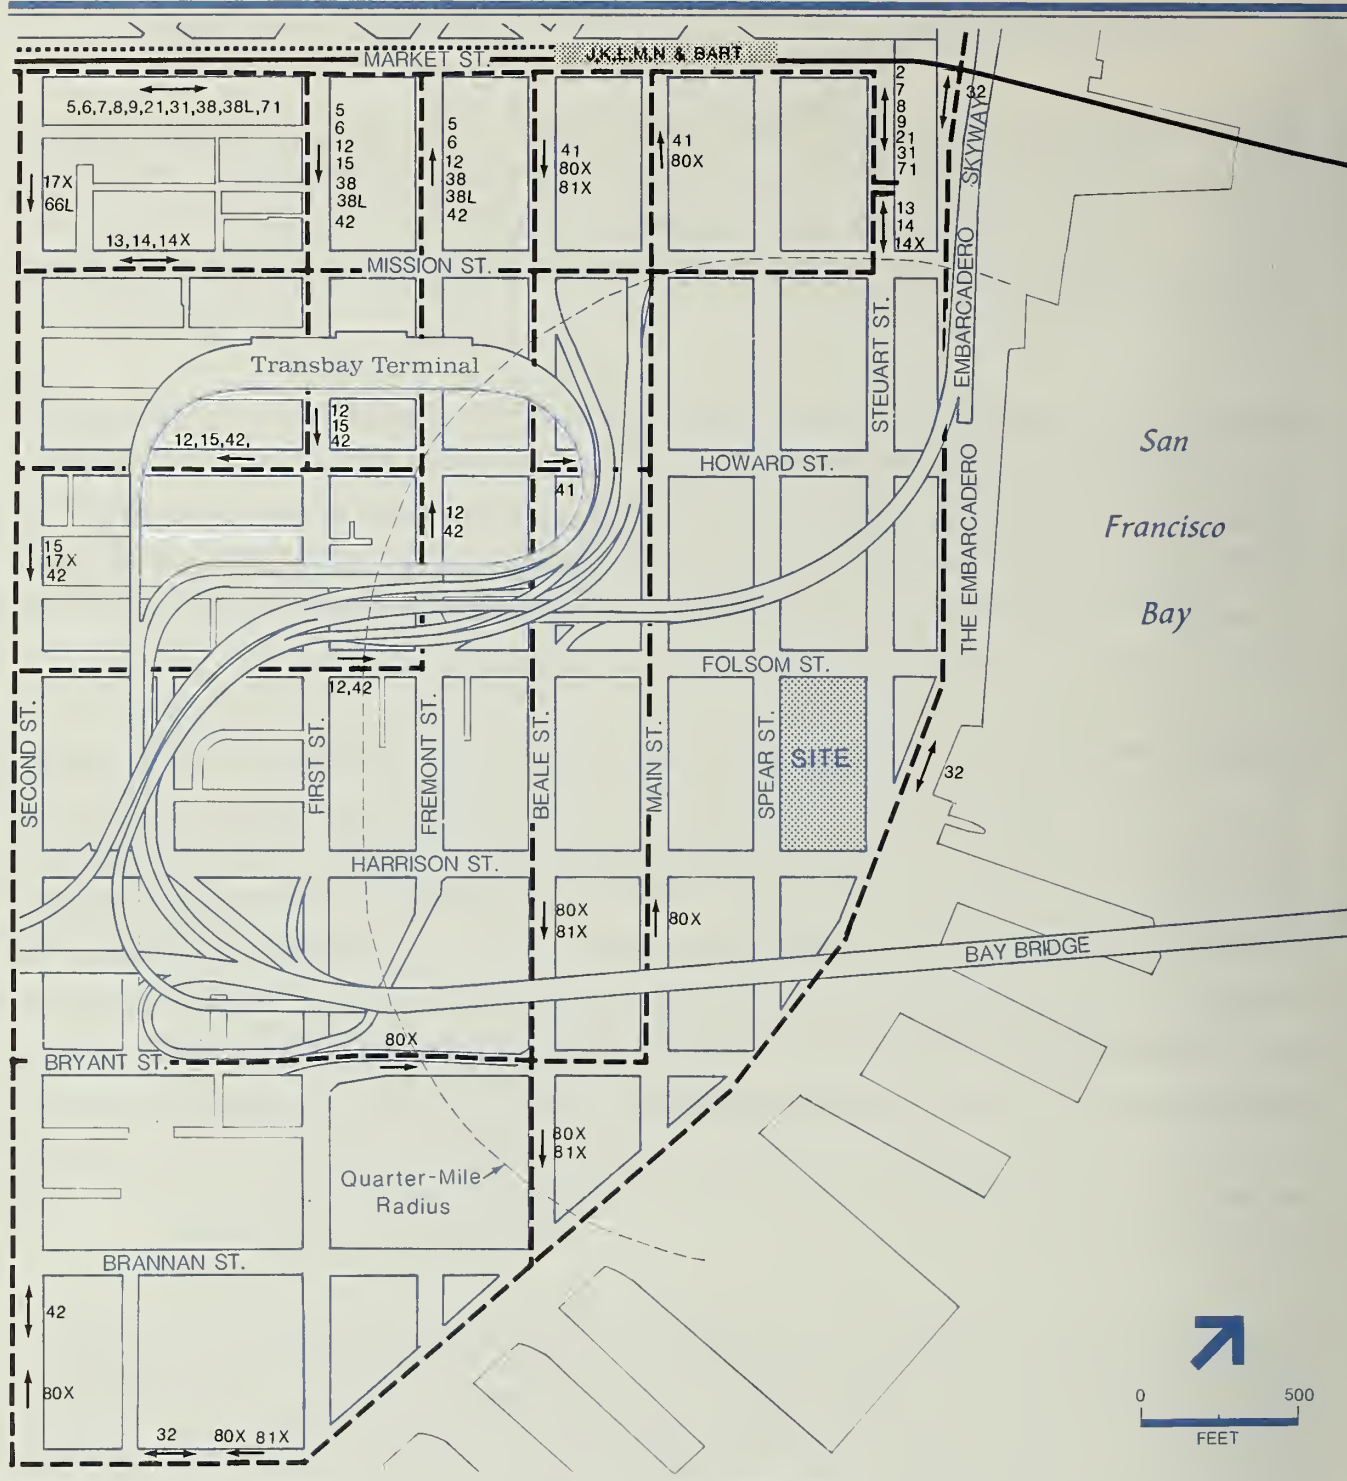 MARKET ST.
J,K,L,M,N & BART
5,6,7,8,9,21,31,38,38L,71
5
6
12
15
38
38L
42
5
6
12
38
38L
42
41
80X
81X
41
80X
2
7
8
9
21
31
71
32
SKYWAY
17X
66L
13,14,14X
13
14
14X
MISSION ST.
EMBARCADERO
STEUART ST.
Transbay Terminal
12
15
42
12,15,42,
HOWARD ST.
41
12
42
15
17X
42
THE EMBARCADERO
San
Francisco
Bay
FOLSOM ST.
12,42
SECOND ST.
FIRST ST.
FREMONT ST.
BEALE ST.
MAIN ST.
SPEAR ST.
SITE
32
HARRISON ST.
80X
81X
80X
BAY BRIDGE
80X
BRYANT ST.
80X
81X
Quarter-Mile
Radius
BRANNAN ST.
42
80X
32
80X 81X
0
500
FEET